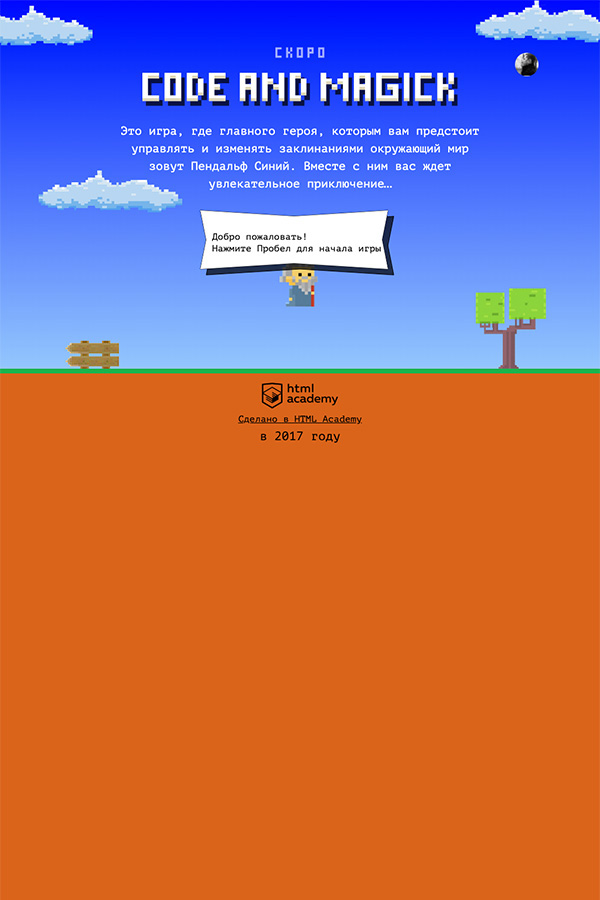 СКОРО
CODE AND MAGICK
Это игра, где главного героя, которым вам предстоит
управлять и изменять заклинаниями окружающий мир
зовут Пендальф Синий. Вместе с ним вас ждет
увлекательное приключение…
Добро пожаловать!
Нажмите Пробел для начала игры
html
academy
Сделано в HTML Academy
в 2017 году